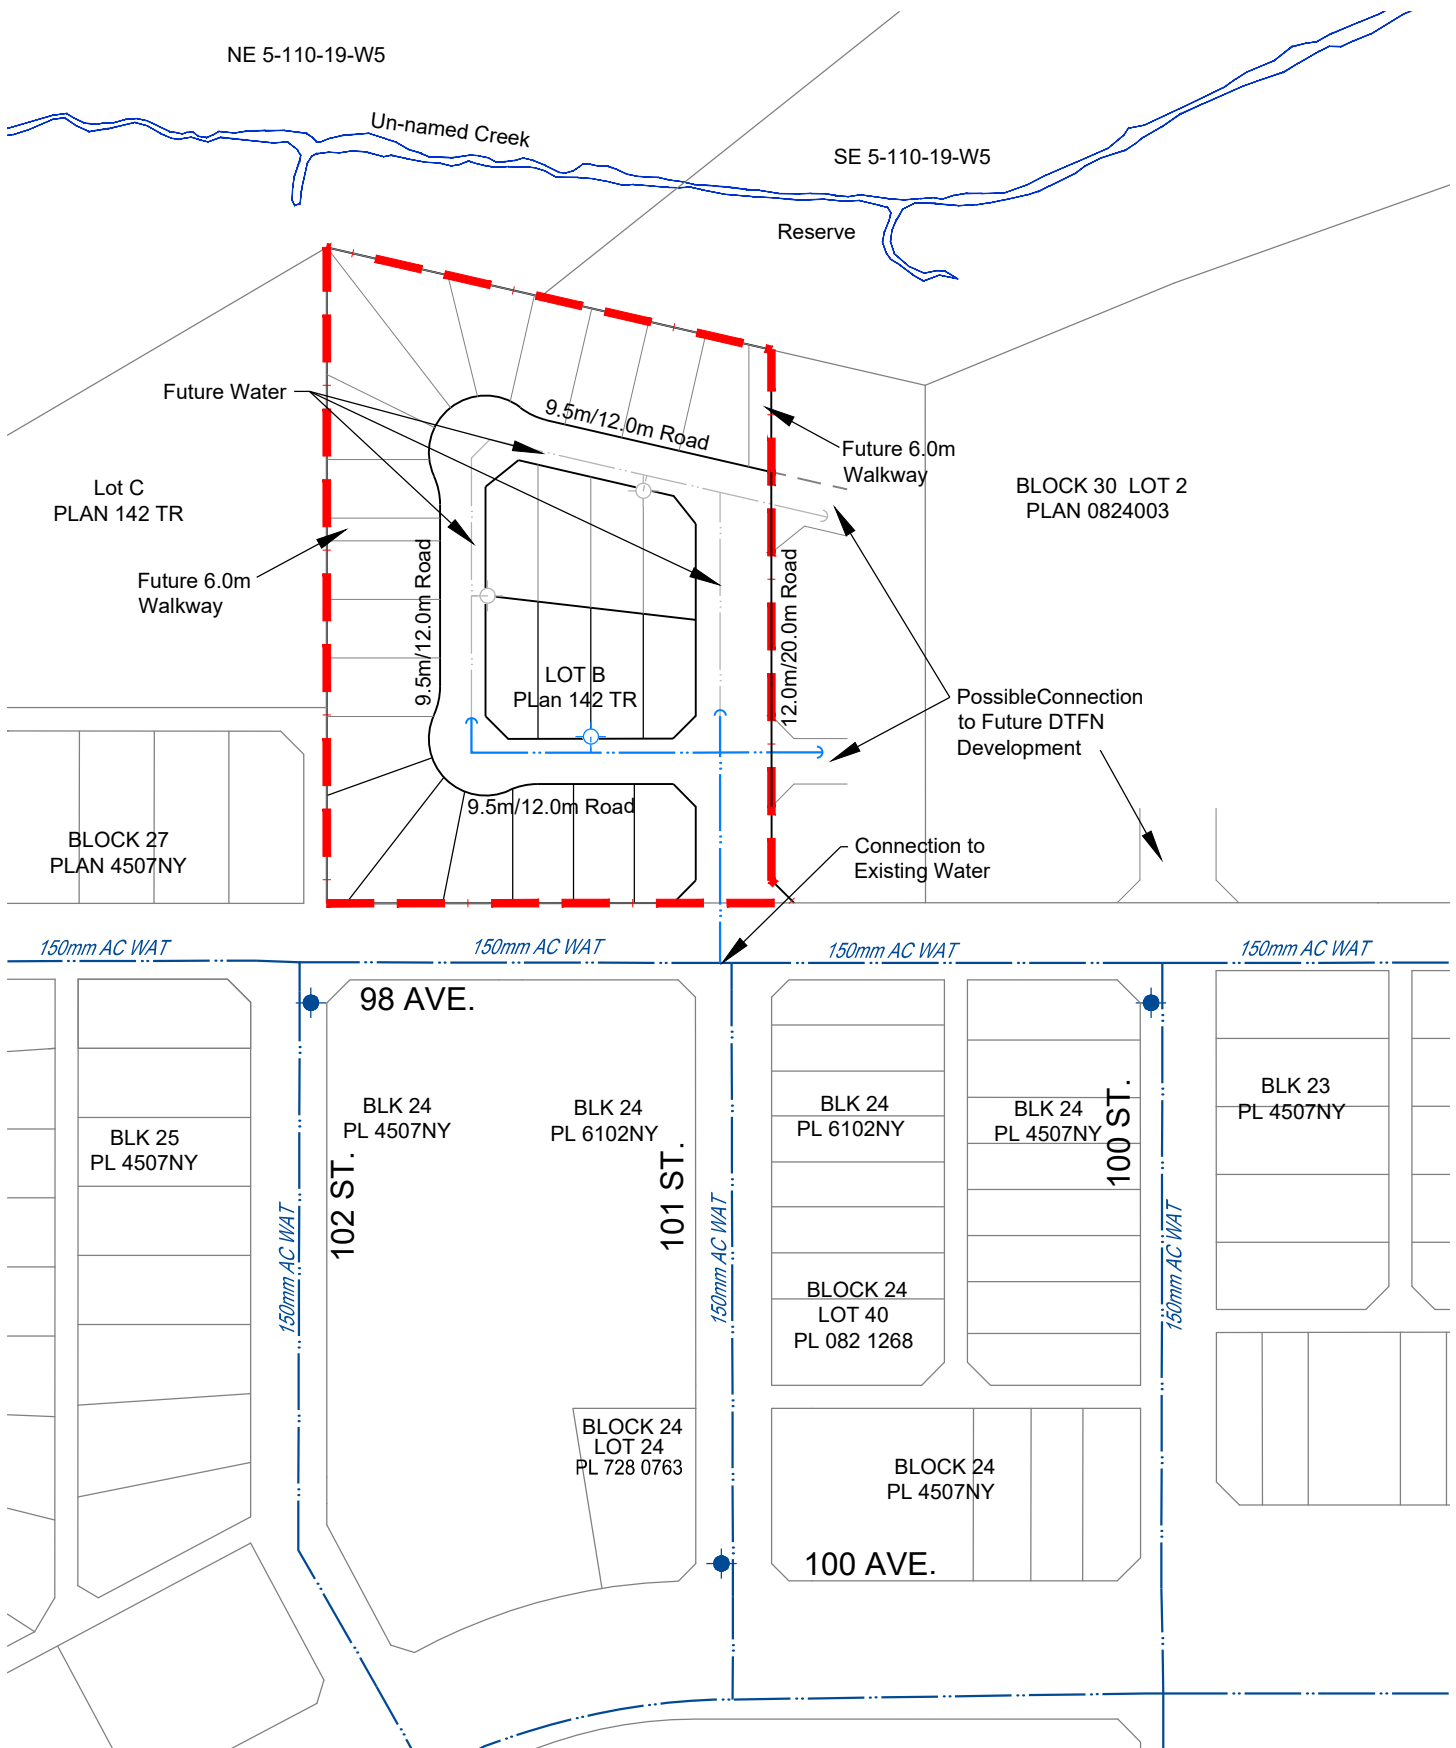 NE 5-110-19-W5
Un-named Creek
SE 5-110-19-W5
Reserve
Future Water
9.5m/12.0m Road
Future 6.0m
Walkway
Lot C
PLAN 142 TR
BLOCK 30 LOT 2
PLAN 0824003
Future 6.0m
Walkway
9.5m/12.0m Road
12.0m/20.0m Road
LOT B
PLan 142 TR
PossibleConnection
to Future DTFN
Development
9.5m/12.0m Road
BLOCK 27
PLAN 4507NY
Connection to
Existing Water
150mm AC WAT
150mm AC WAT
150mm AC WAT
150mm AC WAT
98 AVE.
BLK 24
PL 4507NY
BLK 24
PL 6102NY
BLK 24
PL 6102NY
BLK 24
PL 4507NY
BLK 23
PL 4507NY
BLK 25
PL 4507NY
102 ST.
101 ST.
100 ST.
150mm AC WAT
150mm AC WAT
150mm AC WAT
BLOCK 24
LOT 40
PL 082 1268
BLOCK 24
LOT 24
PL 728 0763
BLOCK 24
PL 4507NY
100 AVE.